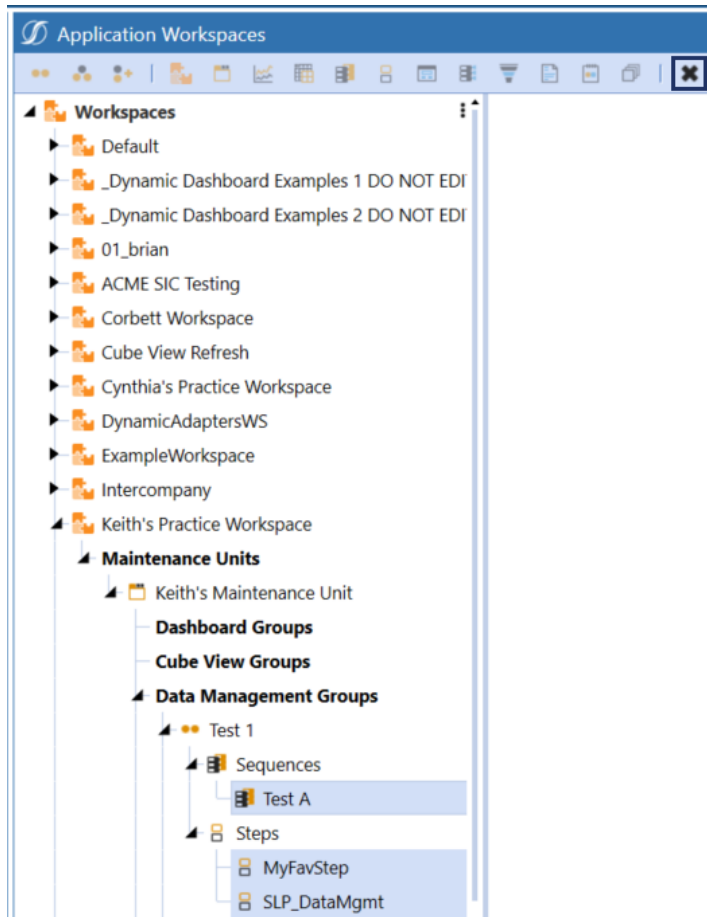 Application Workspaces
Workspaces
Default
_Dynamic Dashboard Examples 1 DO NOT EDI
_Dynamic Dashboard Examples 2 DO NOT EDI
01_brian
ACME SIC Testing
Corbett Workspace
Cube View Refresh
Cynthia's Practice Workspace
DynamicAdaptersWS
ExampleWorkspace
Intercompany
Keith's Practice Workspace
Maintenance Units
Keith's Maintenance Unit
Dashboard Groups
Cube View Groups
Data Management Groups
Test 1
Sequences
Test A
Steps
MyFavStep
SLP_DataMgmt